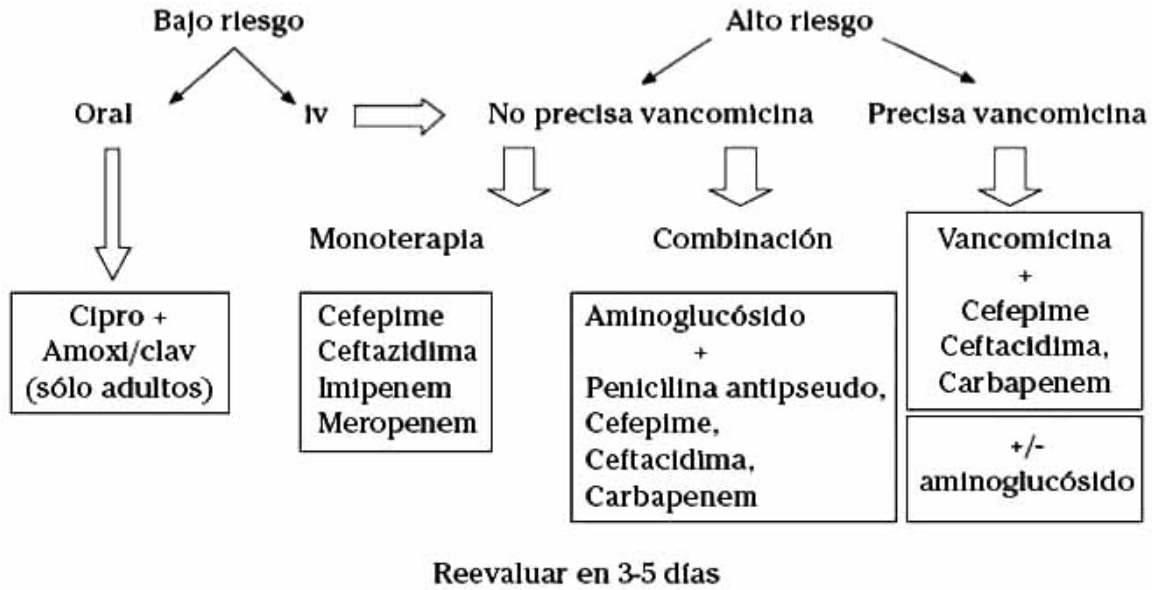 Bajo riesgo
Alto riesgo
Oral
iv
No precisa vancomicina
Precisa vancomicina
Monoterapia
Combinación
Cipro +
Amoxi/clav
(sólo adultos)
Cefepime
Ceftazidima
Imipenem
Meropenem
Aminoglucósido
+
Penicilina antipseudo,
Cefepime,
Ceftacidima,
Carbapenem
Vancomicina
+
Cefepime
Ceftacidima,
Carbapenem
+/-
aminoglucósido
Reevaluar en 3-5 días